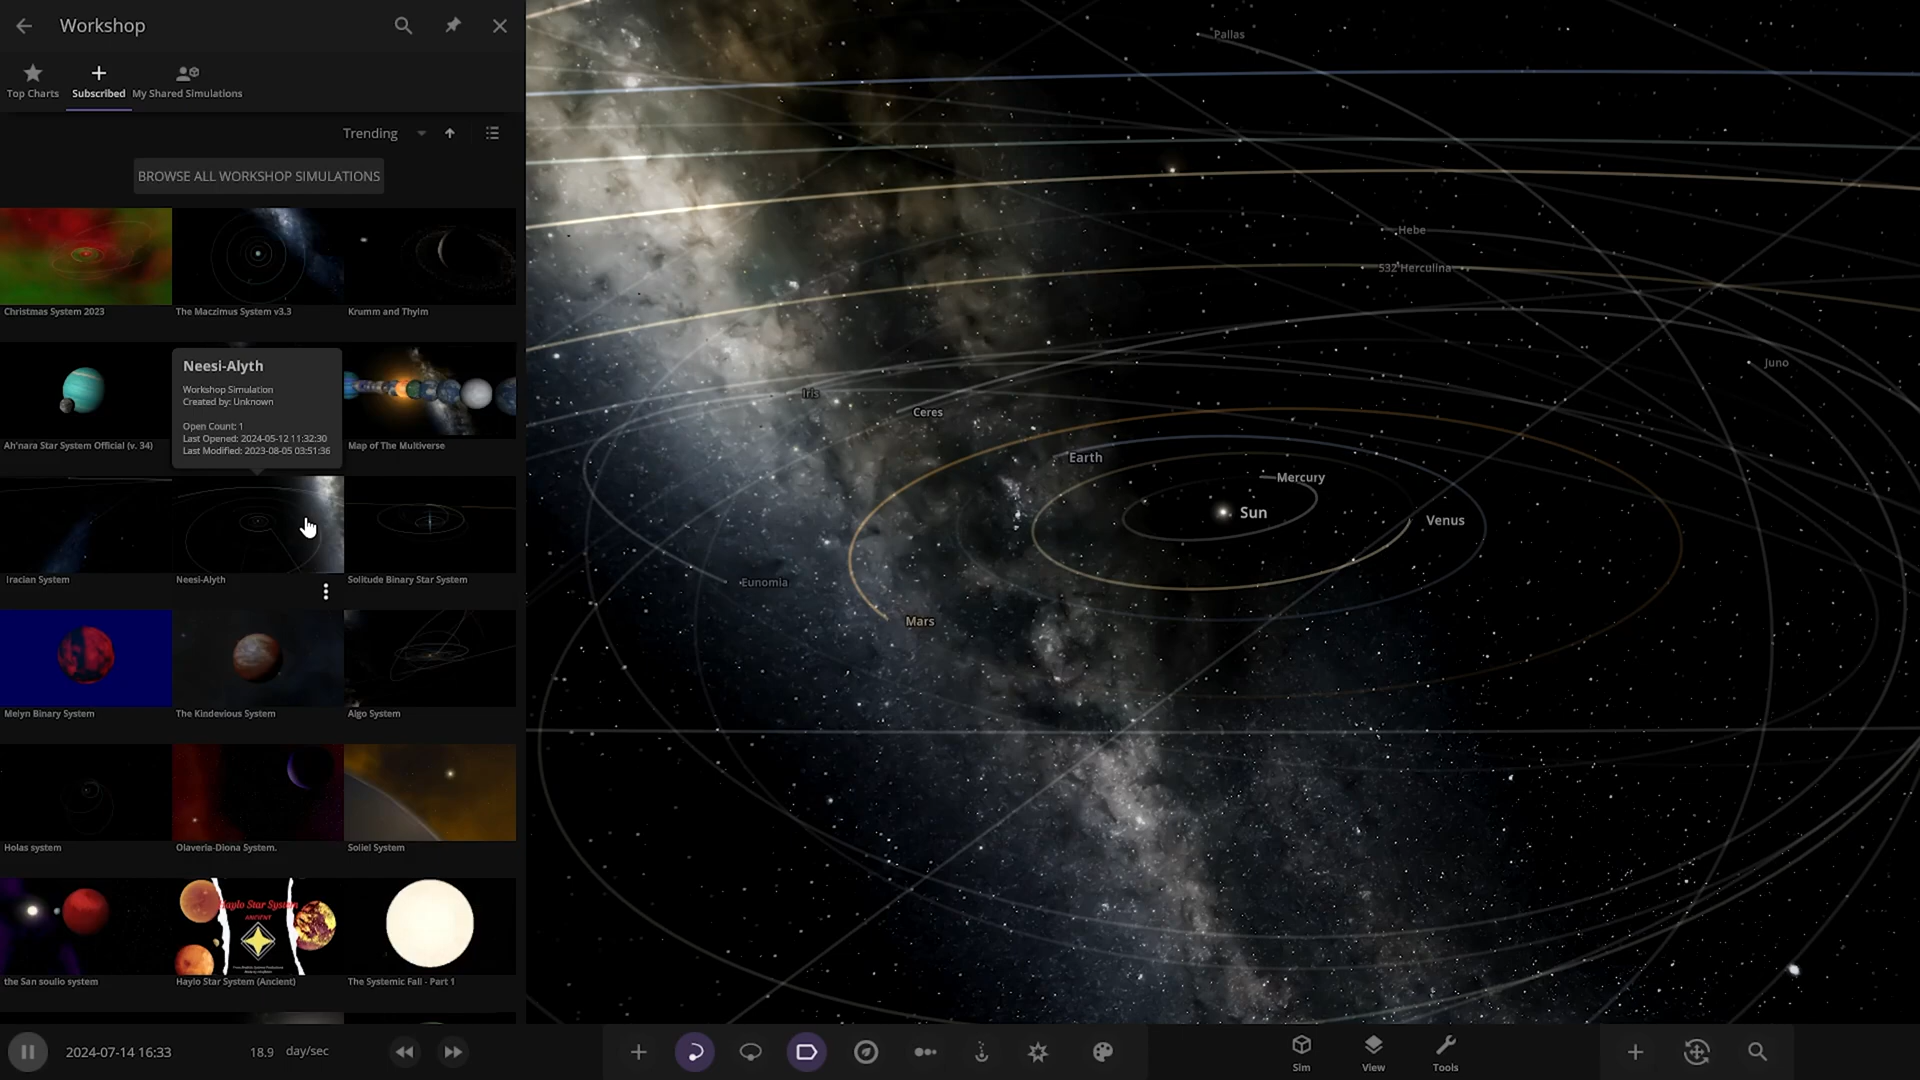 Workshop
Top Charts
Subscribed
My Shared Simulations
Trending
BROWSE ALL WORKSHOP SIMULATIONS
Christmas System 2023
The Maczimus System v3.3
Krumm and Thyim
Ah'nara Star System Official (v. 34)
Neesi-Alyth
Workshop Simulation
Created by: Unknown
Open Count: 1
Last Opened: 2024-05-12 11:32:30
Last Modified: 2023-08-05 03:51:36
Map of The Multiverse
Iracian System
Neesi-Alyth
Solitude Binary Star System
Melyn Binary System
The Kindevious System
Algo System
Holas system
Olaveria-Diona System.
Soliel System
Haylo Star System
ANCIENT
the San soulio system
Haylo Star System (Ancient)
The Systemic Fall - Part 1
Pallas
Hebe
532 Herculina
Juno
Iris
Ceres
Earth
Mercury
Sun
Venus
Eunomia
Mars
2024-07-14 16:33
18.9 day/sec
Sim
View
Tools